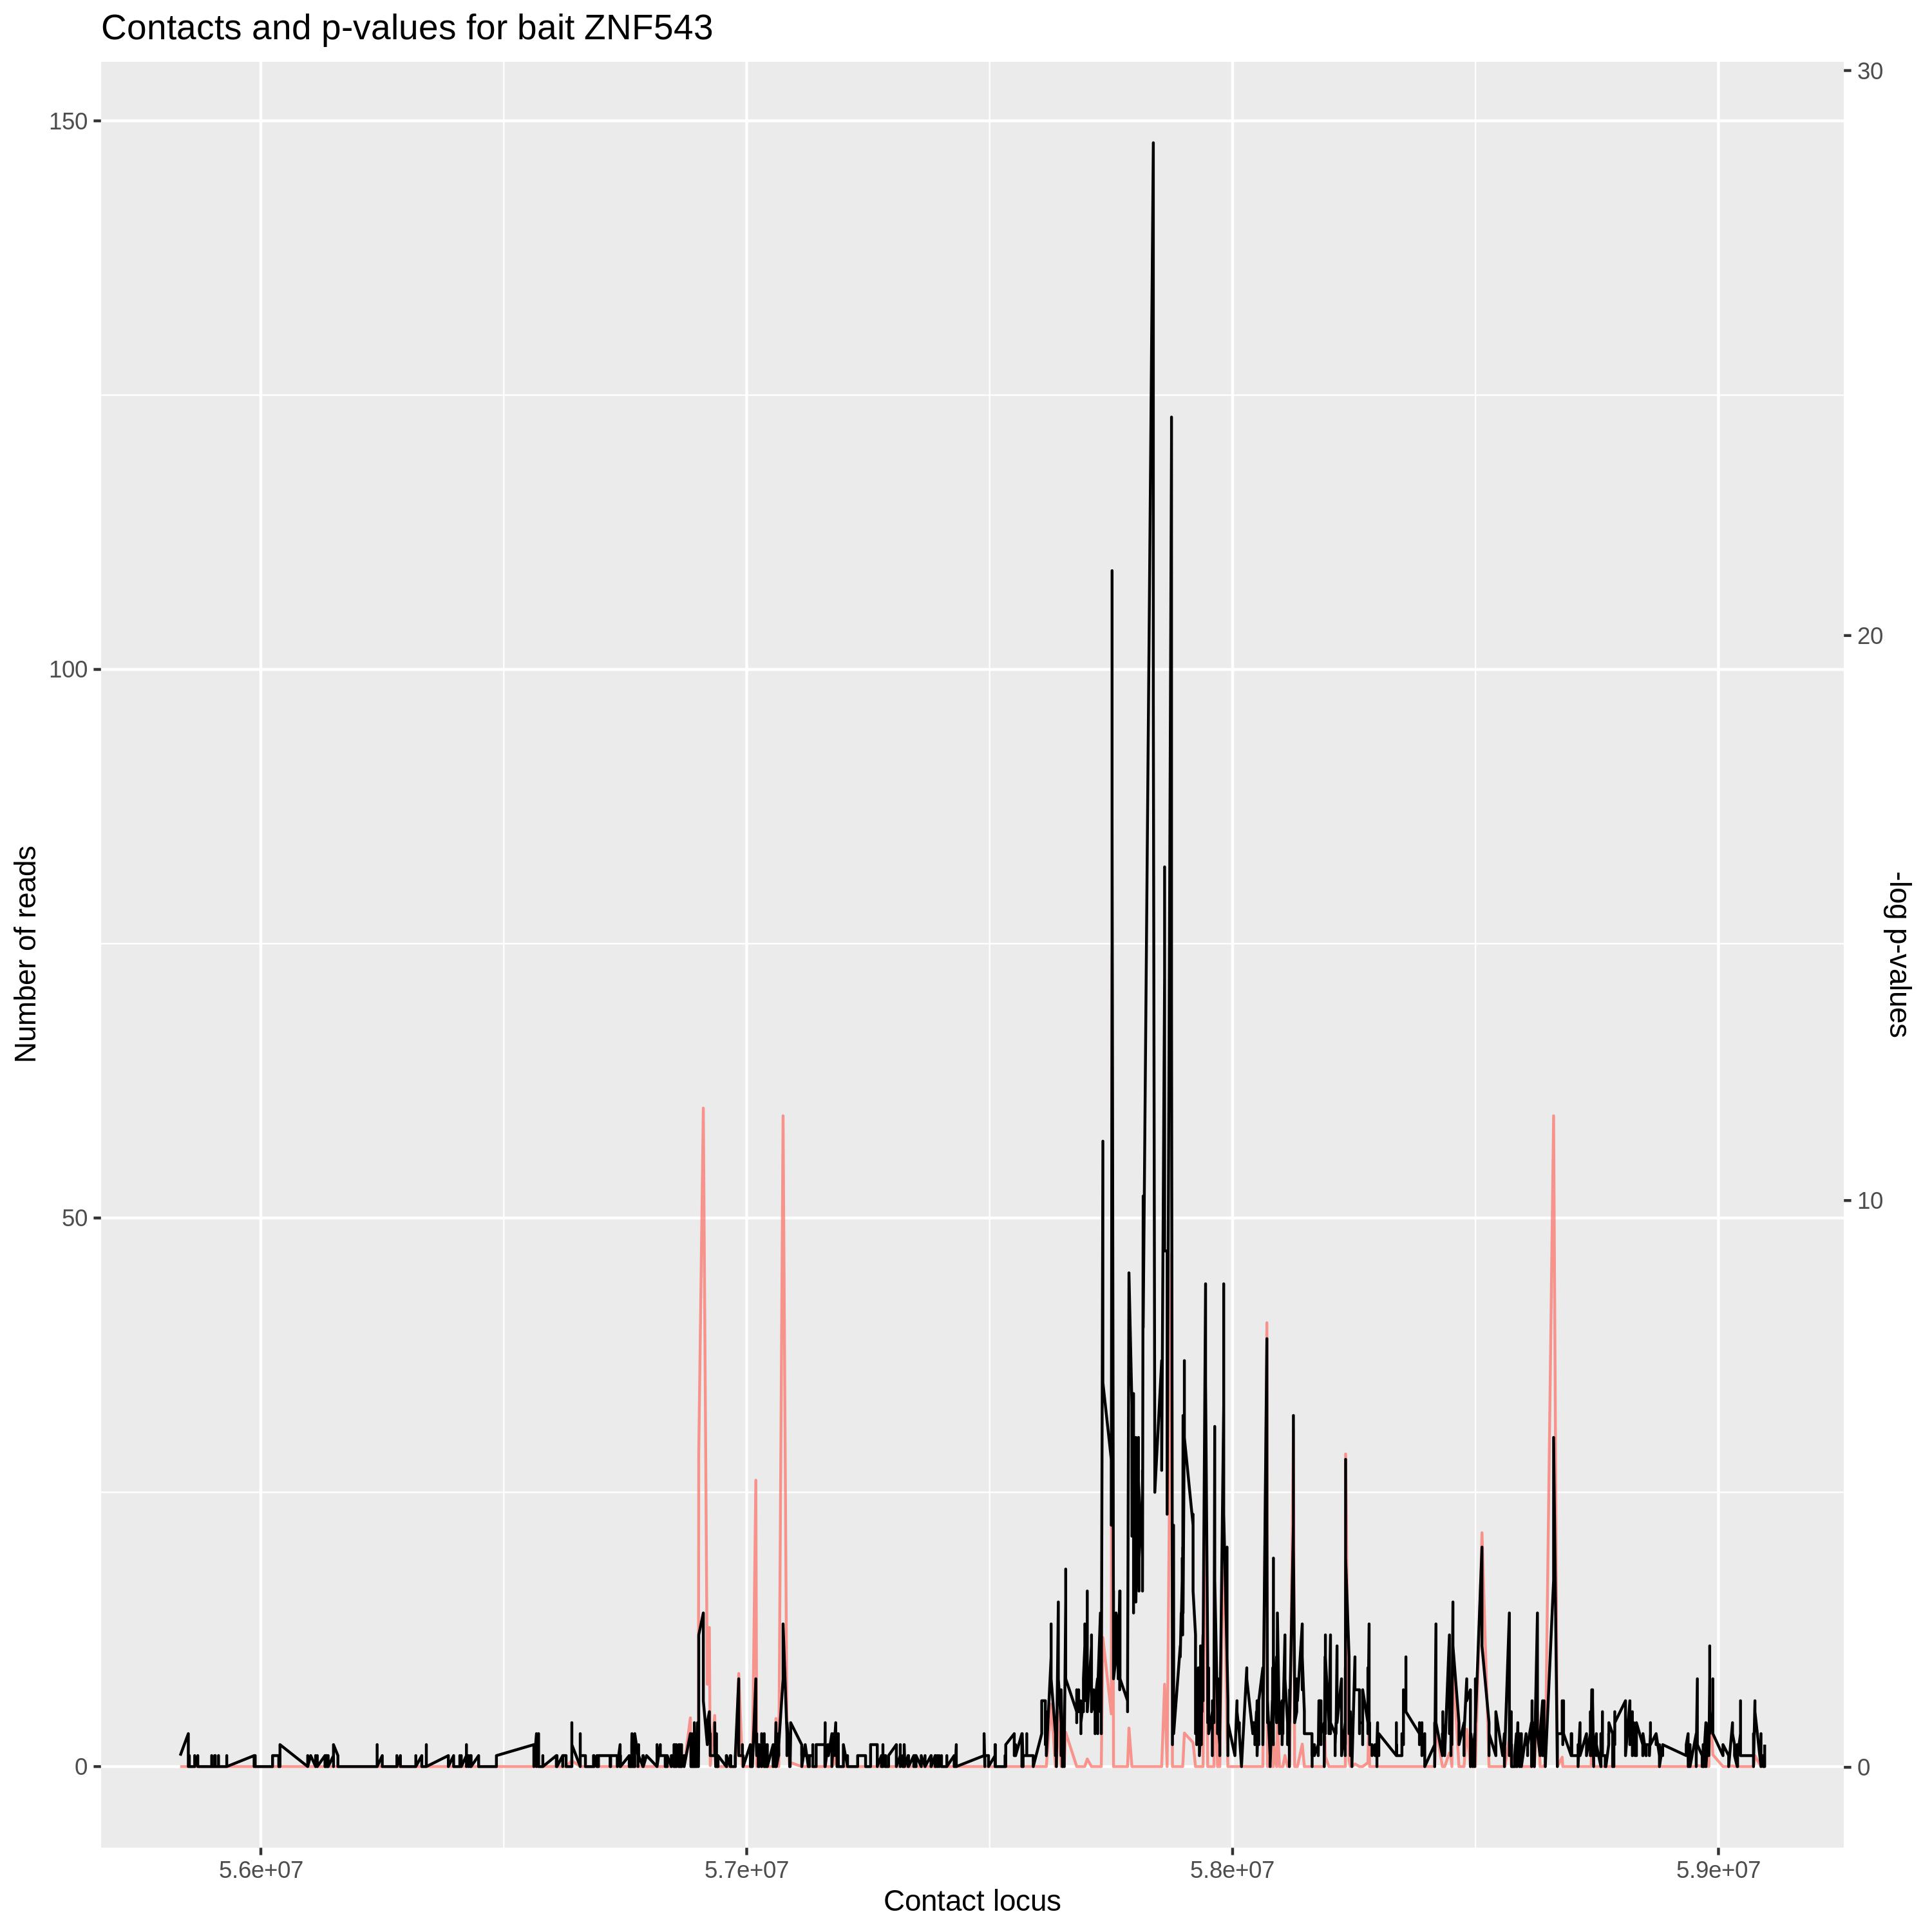 Contacts and p-values for bait ZNF543
150
100
50
0
Number of reads
30
20
10
0
-log p-values
5.6e+07
5.7e+07
5.8e+07
5.9e+07
Contact locus